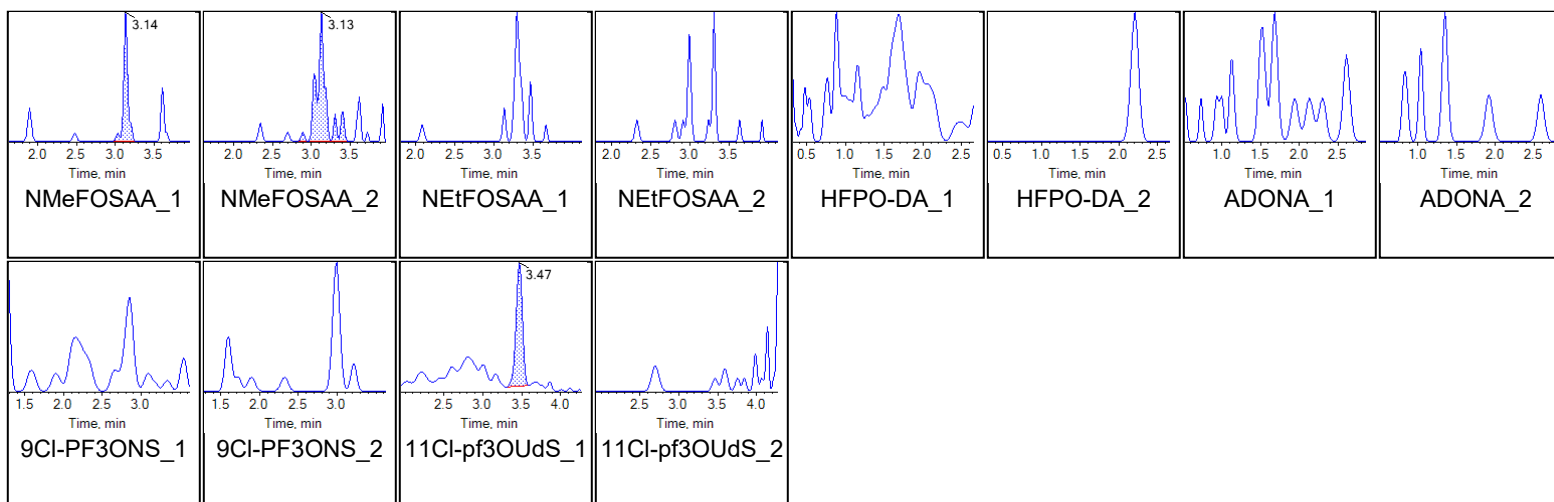 3.14
2.0 2.5 3.0 3.5
Time, min
NMeFOSAA_1
3.13
2.0 2.5 3.0 3.5
Time, min
NMeFOSAA_2
2.0 2.5 3.0 3.5
Time, min
NEtFOSAA_1
2.0 2.5 3.0 3.5
Time, min
NEtFOSAA_2
0.5 1.0 1.5 2.0 2.5
Time, min
HFPO-DA_1
0.5 1.0 1.5 2.0 2.5
Time, min
HFPO-DA_2
1.0 1.5 2.0 2.5
Time, min
ADONA_1
1.0 1.5 2.0 2.5
Time, min
ADONA_2
1.5 2.0 2.5 3.0
Time, min
9Cl-PF3ONS_1
1.5 2.0 2.5 3.0
Time, min
9Cl-PF3ONS_2
3.47
2.5 3.0 3.5 4.0
Time, min
11Cl-pf3OUdS_1
2.5 3.0 3.5 4.0
Time, min
11Cl-pf3OUdS_2